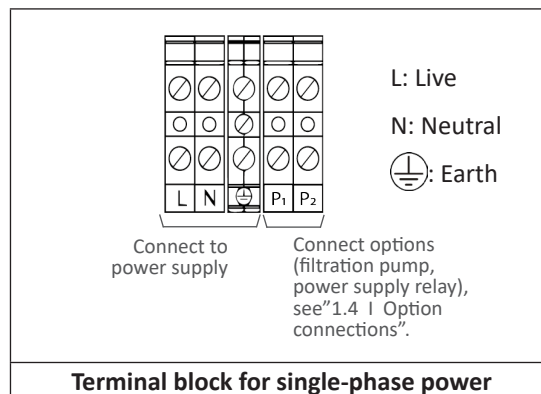 L: Live
N: Neutral
: Earth
L N P₁ P₂
Connect to
power supply
Connect options
(filtration pump,
power supply relay),
see"1.4 I Option
connections".
Terminal block for single-phase power